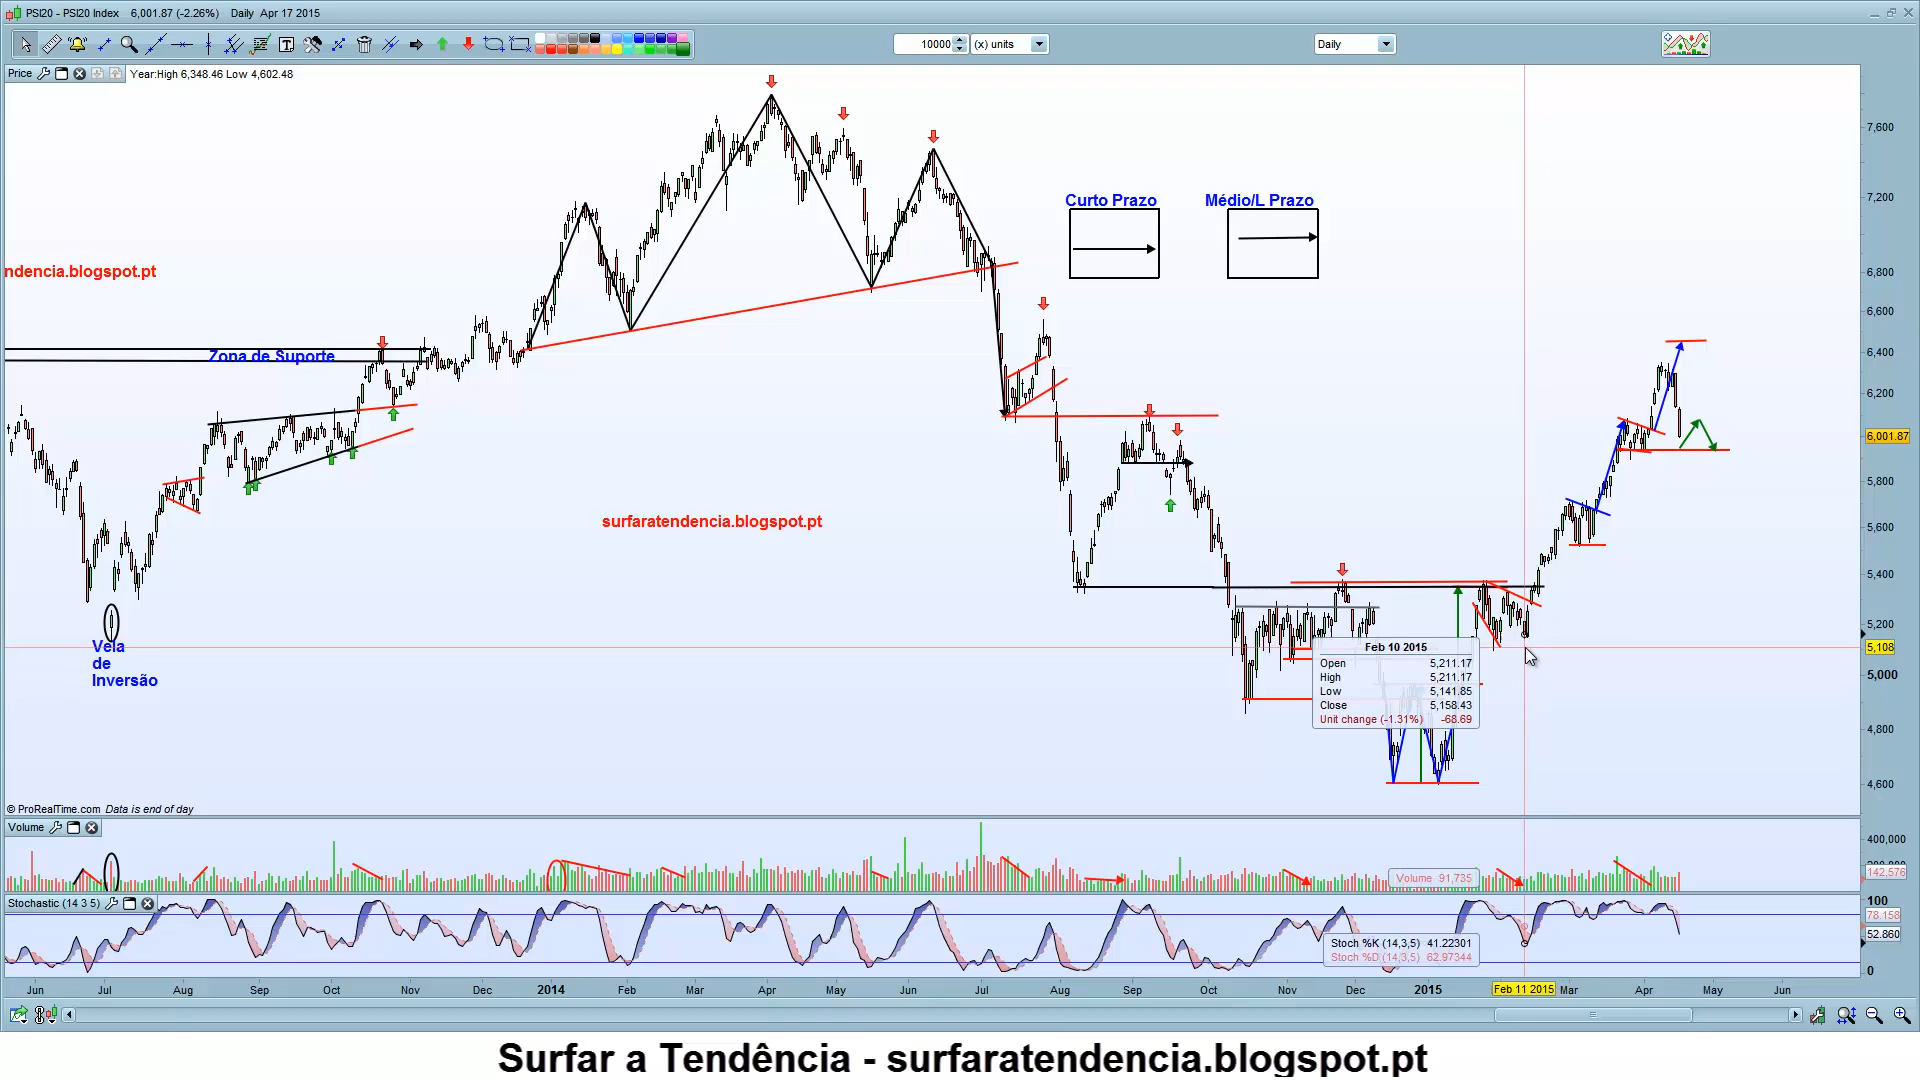 PSI20 - PSI20 Index 6,001.87 (-2.26%) Daily Apr 17 2015
10000 (x) units Daily
Price Year:High 6,348.46 Low 4,602.48
7,600
Curto Prazo Médio/L Prazo
7,200
ndencia.blogspot.pt
6,800
6,600
Zona de Suporte
6,400
6,200
6,001.87
5,800
surfaratendencia.blogspot.pt
5,600
5,400
5,200
Vela
de
Inversão
5,108
5,000
Feb 10 2015
Open 5,211.17
High 5,211.17
Low 5,141.85
Close 5,158.43
Unit change (-1.31%) -68.69
4,800
4,600
© ProRealTime.com Data is end of day
Volume
400,000
Volume 91,735
142,576
Stochastic (14 3 5)
100
78.158
52.860
Stoch %K (14,3,5) 41.22301
Stoch %D (14,3,5) 62.97344
0
Jun Jul Aug Sep Oct Nov Dec 2014 Feb Mar Apr May Jun Jul Aug Sep Oct Nov Dec 2015 Feb 11 2015 Mar Apr May Jun
Surfar a Tendência - surfaratendencia.blogspot.pt